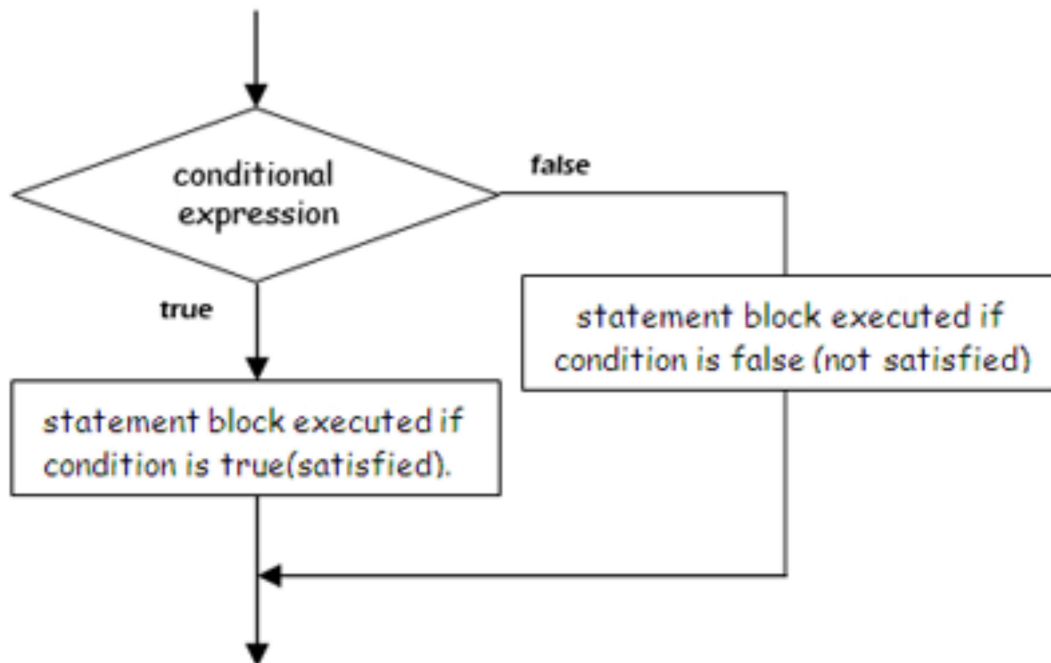 conditional
expression
false
true
statement block executed if
condition is false (not satisfied)
statement block executed if
condition is true(satisfied).